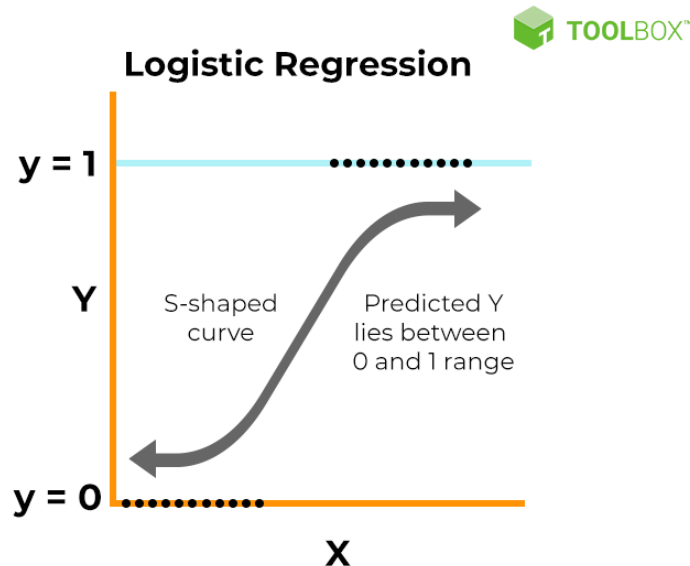 TOOLBOX™
Logistic Regression
y = 1
Y
S-shaped
curve
Predicted Y
lies between
0 and 1 range
y = 0
X